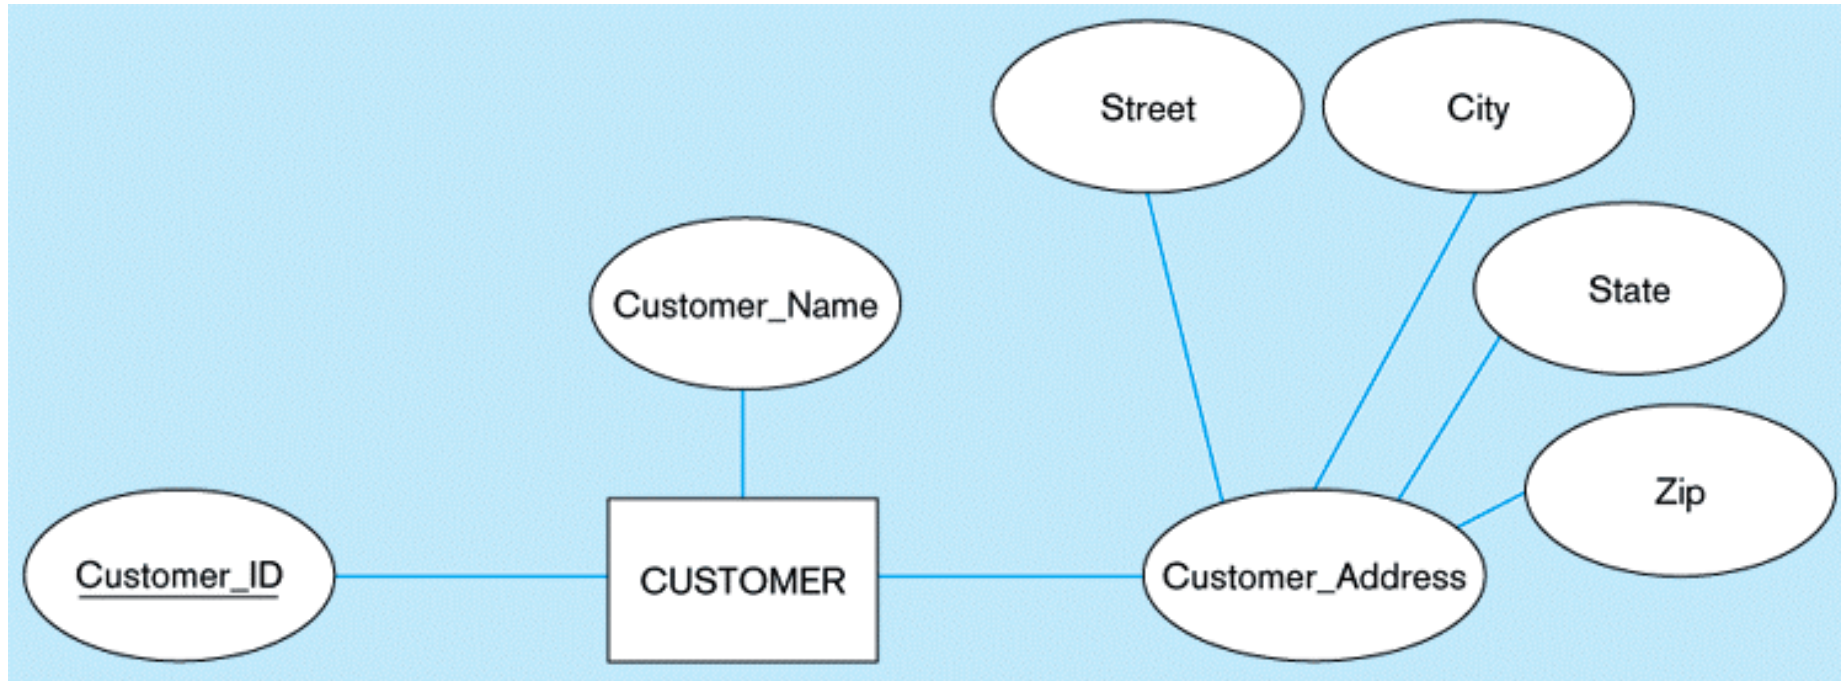 Street
City
State
Customer_Name
Zip
Customer_ID
CUSTOMER
Customer_Address